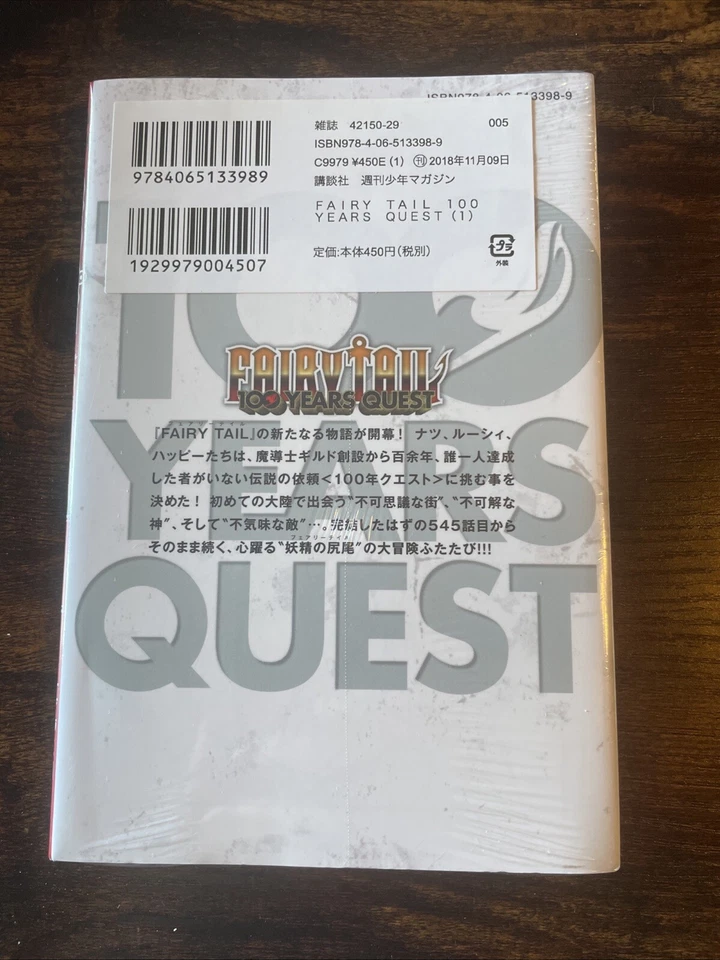 ISBN978-4-06-513398-9
雑誌 42150-29 005
ISBN978-4-06-513398-9
C9979 ¥450E (1) 刊 2018年11月09日
9784065133989
講談社 週刊少年マガジン
FAIRY TAIL 100
YEARS QUEST (1)
1929979004507
定価:本体450円(税別)
プラ
外装
100
FAIRY TAIL
100 YEARS QUEST
フェアリーテイル
『FAIRY TAIL』の新たなる物語が開幕! ナツ、ルーシィ、
ハッピーたちは、魔導士ギルド創設から百余年、誰一人達成
した者がいない伝説の依頼<100年クエスト>に挑む事を
決めた! 初めての大陸で出会う“不可思議な街”、“不可解な
神”、そして“不気味な敵”…。完結したはずの545話目から
フェアリーテイル
そのまま続く、心躍る“妖精の尻尾”の大冒険ふたたび!!!
YEARS
QUEST